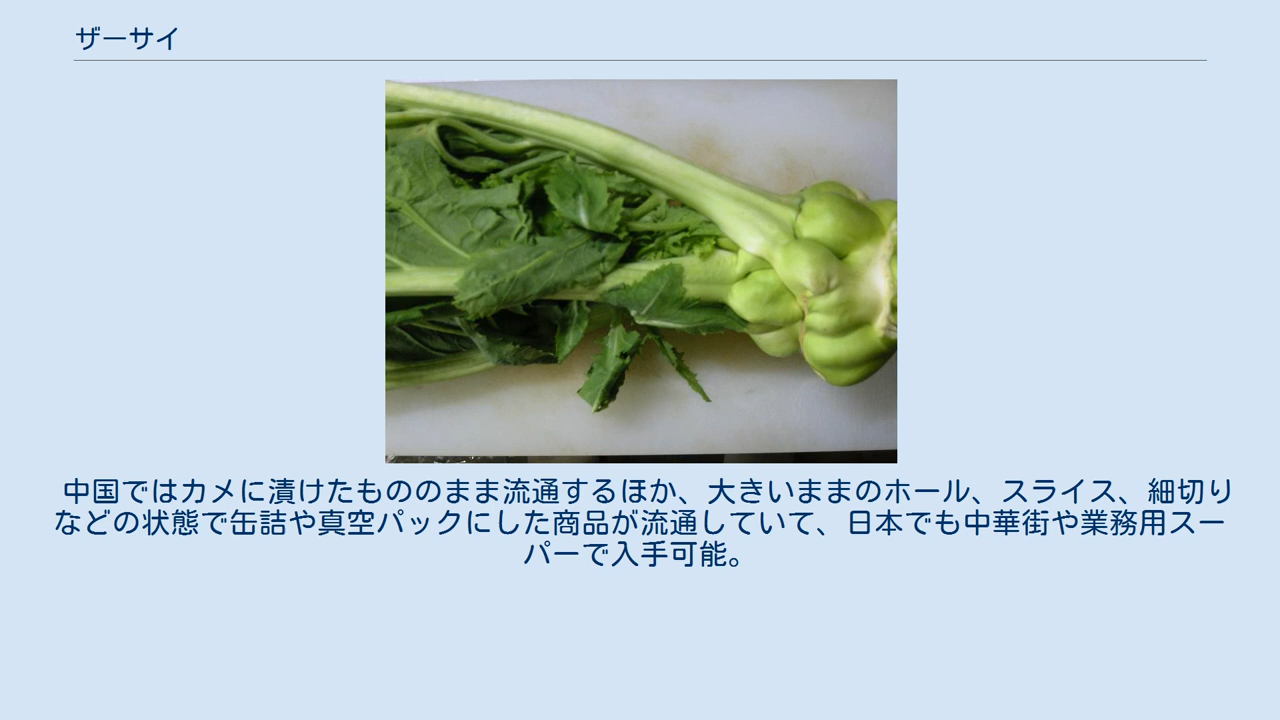 ザーサイ
中国ではカメに漬けたもののまま流通するほか、大きいままのホール、スライス、細切り
などの状態で缶詰や真空パックにした商品が流通していて、日本でも中華街や業務用スー
パーで入手可能。